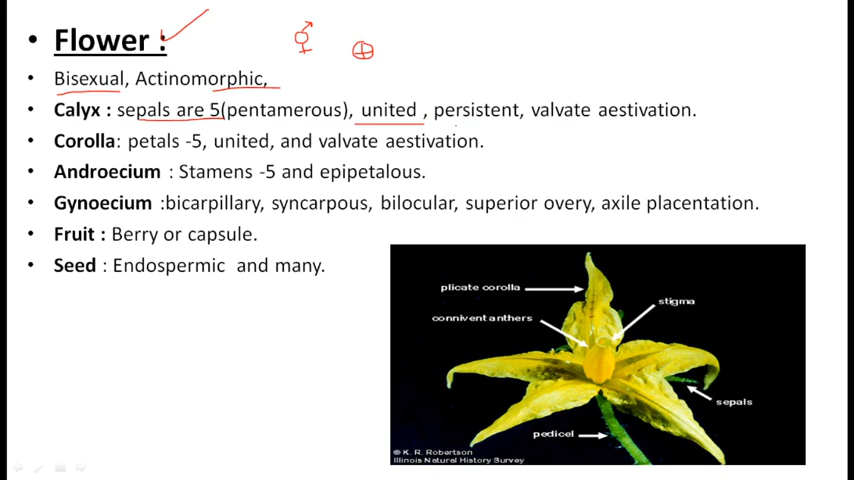 • Flower :
• Bisexual, Actinomorphic,
• Calyx : sepals are 5(pentamerous), united , persistent, valvate aestivation.
• Corolla: petals -5, united, and valvate aestivation.
• Androecium : Stamens -5 and epipetalous.
• Gynoecium :bicarpillary, syncarpous, bilocular, superior overy, axile placentation.
• Fruit : Berry or capsule.
• Seed : Endospermic and many.
plicate corolla
stigma
connivent anthers
sepals
pedicel
© K. R. Robertson
Illinois Natural History Survey